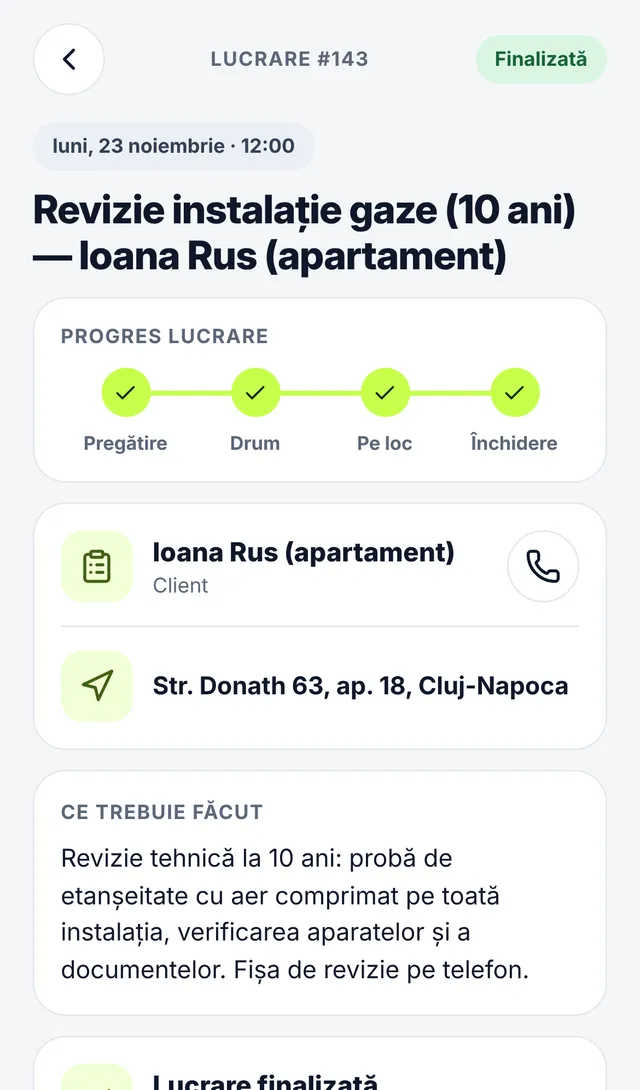 LUCRARE #143
Finalizată
luni, 23 noiembrie · 12:00
Revizie instalație gaze (10 ani)
— Ioana Rus (apartament)
PROGRES LUCRARE
Pregătire
Drum
Pe loc
Închidere
Ioana Rus (apartament)
Client
Str. Donath 63, ap. 18, Cluj-Napoca
CE TREBUIE FĂCUT
Revizie tehnică la 10 ani: probă de
etanșeitate cu aer comprimat pe toată
instalația, verificarea aparatelor și a
documentelor. Fișa de revizie pe telefon.
Lucrare finalizată